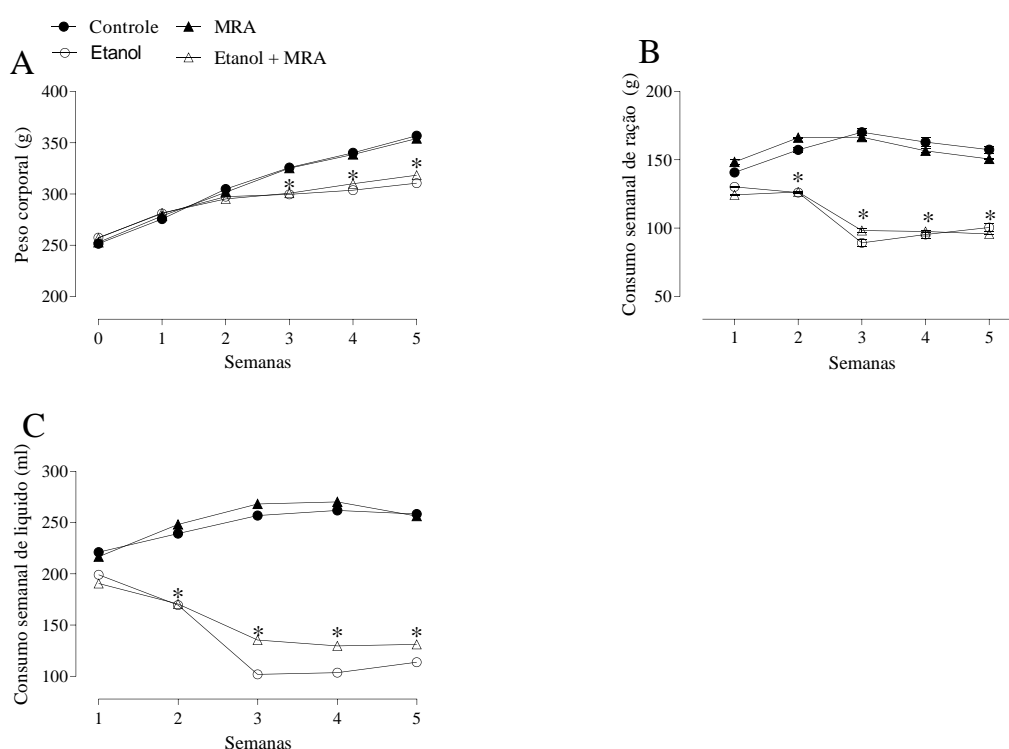 Controle
MRA
Etanol
Etanol + MRA
A
Peso corporal (g)
400
350
300
250
200
* * *
0 1 2 3 4 5
Semanas
B
Consumo semanal de ração (g)
200
150
100
50
* * * *
1 2 3 4 5
Semanas
C
Consumo semanal de liquido (ml)
300
250
200
150
100
* * * *
1 2 3 4 5
Semanas